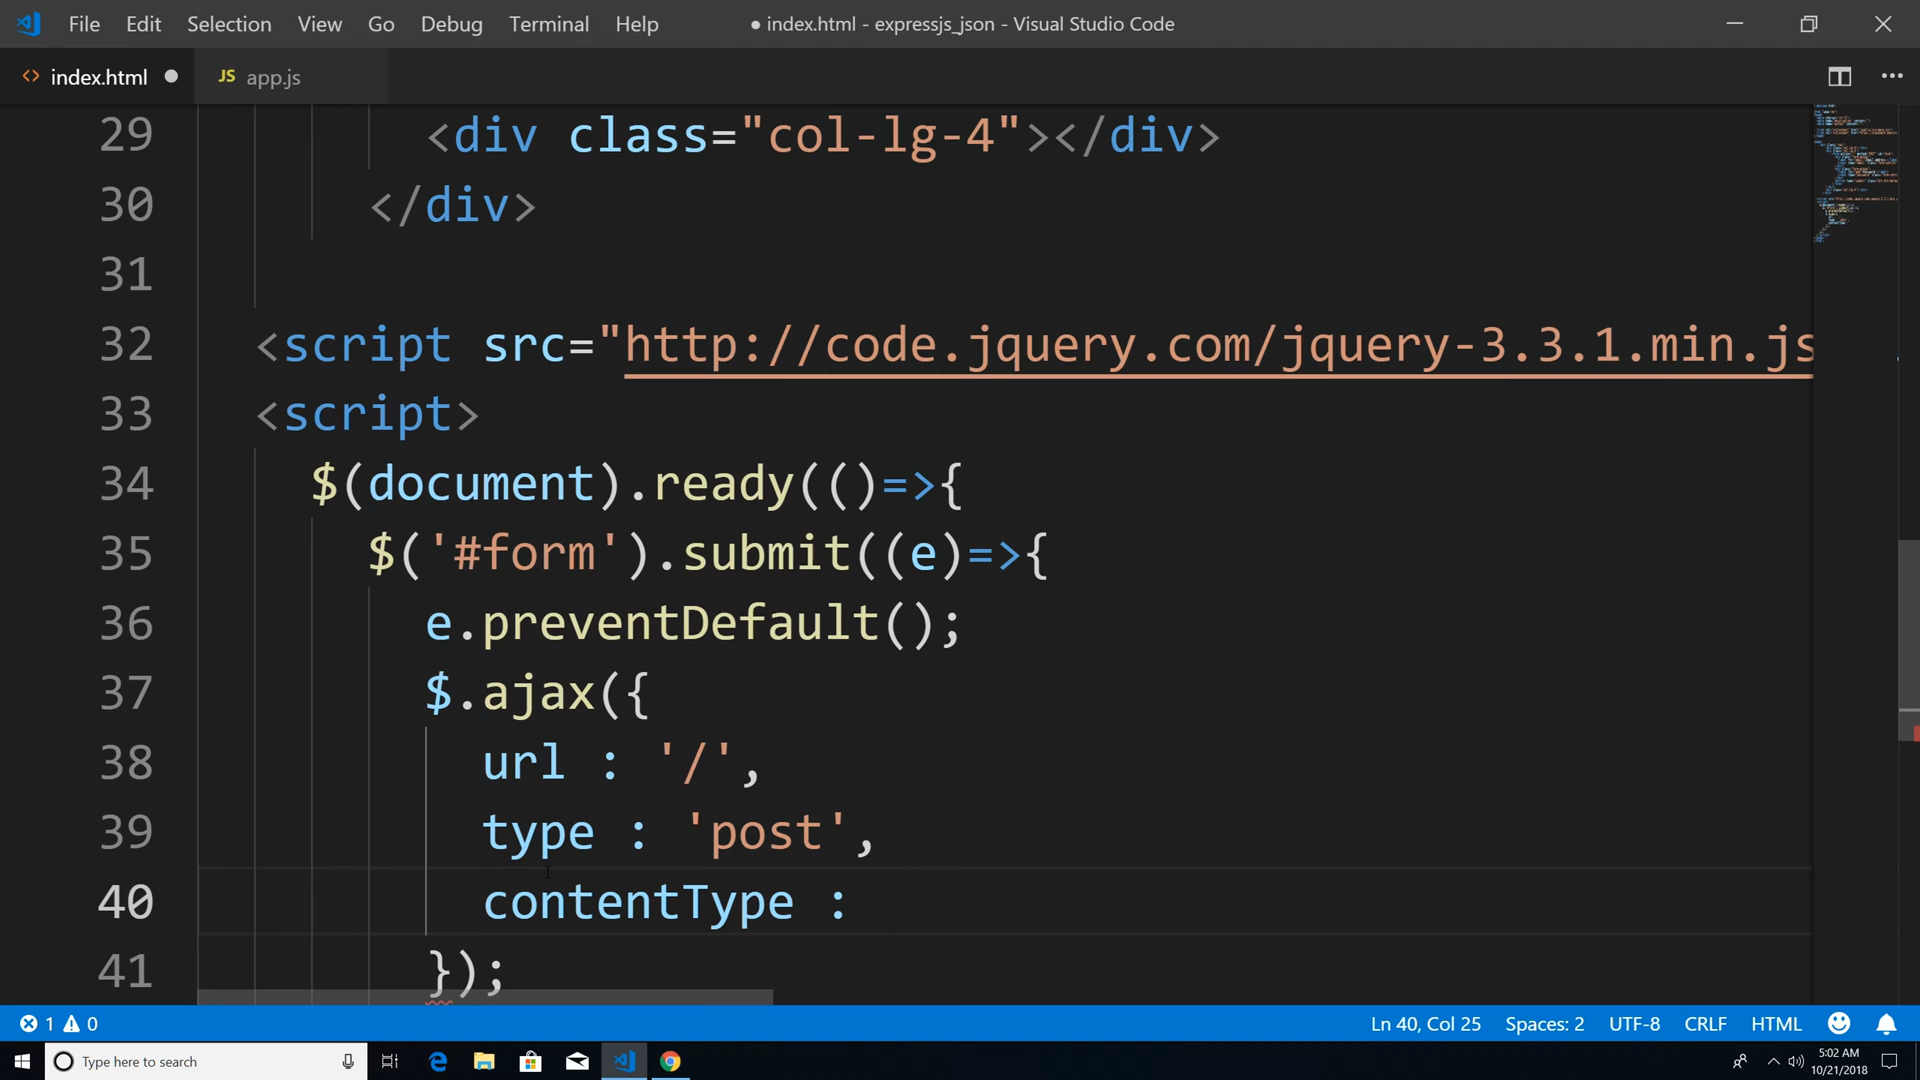 File Edit Selection View Go Debug Terminal Help
● index.html - expressjs_json - Visual Studio Code
<> index.html ●
JS app.js
29 <div class="col-lg-4"></div>
30 </div>
31
32 <script src="http://code.jquery.com/jquery-3.3.1.min.js
33 <script>
34 $(document).ready(()=>{
35 $('#form').submit((e)=>{
36 e.preventDefault();
37 $.ajax({
38 url : '/',
39 type : 'post',
40 contentType :
41 });
1 0
Ln 40, Col 25 Spaces: 2 UTF-8 CRLF HTML
Type here to search
5:02 AM
10/21/2018